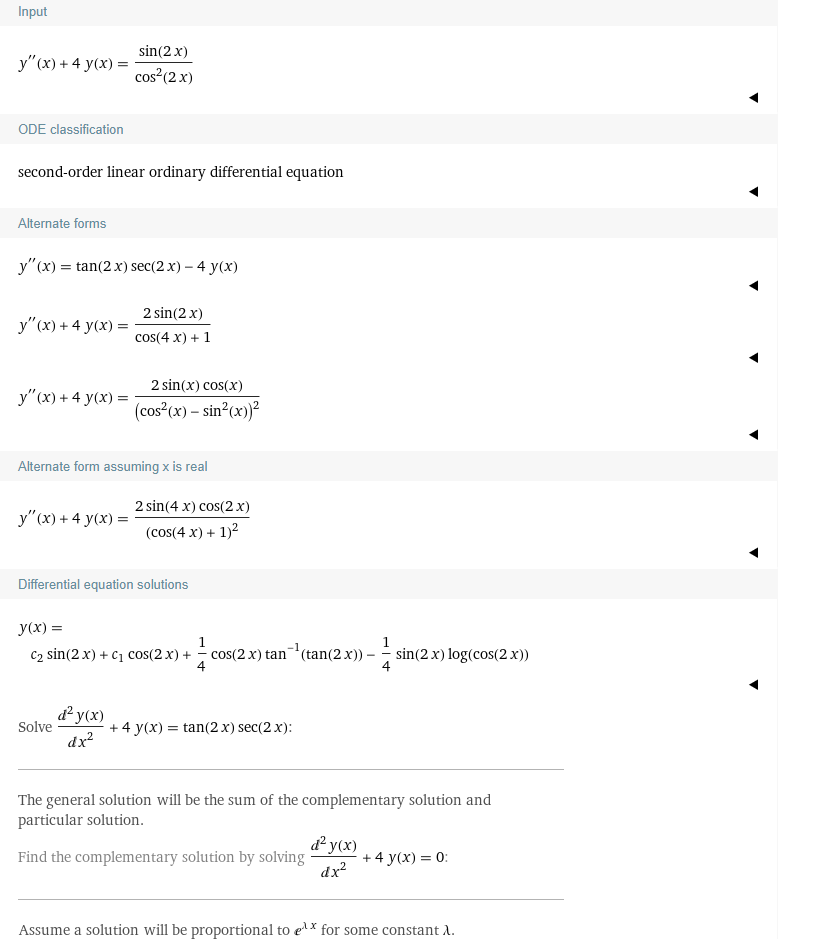 Input
y′′(x) + 4 y(x) = sin(2 x) / cos²(2 x)
ODE classification
second-order linear ordinary differential equation
Alternate forms
y′′(x) = tan(2 x) sec(2 x) − 4 y(x)
y′′(x) + 4 y(x) = 2 sin(2 x) / (cos(4 x) + 1)
y′′(x) + 4 y(x) = 2 sin(x) cos(x) / (cos²(x) − sin²(x))²
Alternate form assuming x is real
y′′(x) + 4 y(x) = 2 sin(4 x) cos(2 x) / (cos(4 x) + 1)²
Differential equation solutions
y(x) =
c₂ sin(2 x) + c₁ cos(2 x) + 1/4 cos(2 x) tan⁻¹(tan(2 x)) − 1/4 sin(2 x) log(cos(2 x))
Solve d² y(x)/dx² + 4 y(x) = tan(2 x) sec(2 x):
The general solution will be the sum of the complementary solution and
particular solution.
Find the complementary solution by solving d² y(x)/dx² + 4 y(x) = 0:
Assume a solution will be proportional to e^(λ x) for some constant λ.